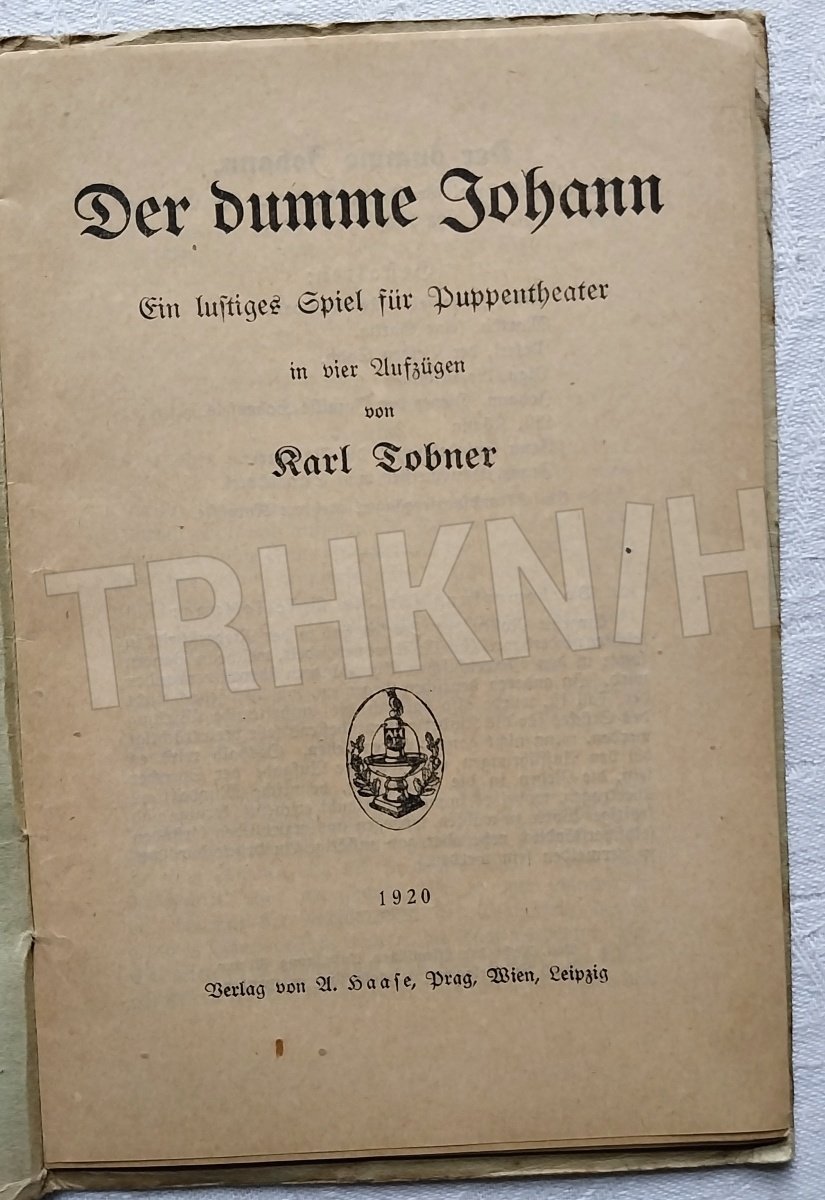 Der dumme Johann
Ein lustiges Spiel für Puppentheater
in vier Aufzügen
von
Karl Tobner
TRHKN/H
1920
Verlag von A. Haase, Prag, Wien, Leipzig